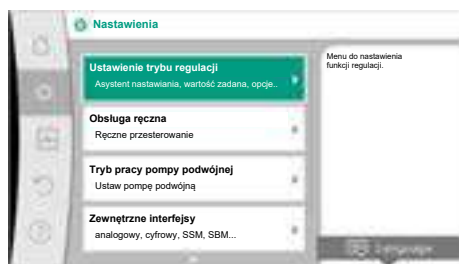 Nastawienia
Ustawienie trybu regulacji
Asystent nastawiania, wartość zadana, opcje..
Obsługa ręczna
Ręczne przesterowanie
Tryb pracy pompy podwójnej
Ustaw pompę podwójną
Zewnętrzne interfejsy
analogowy, cyfrowy, SSM, SBM...
Menu do nastawienia
funkcji regulacji.